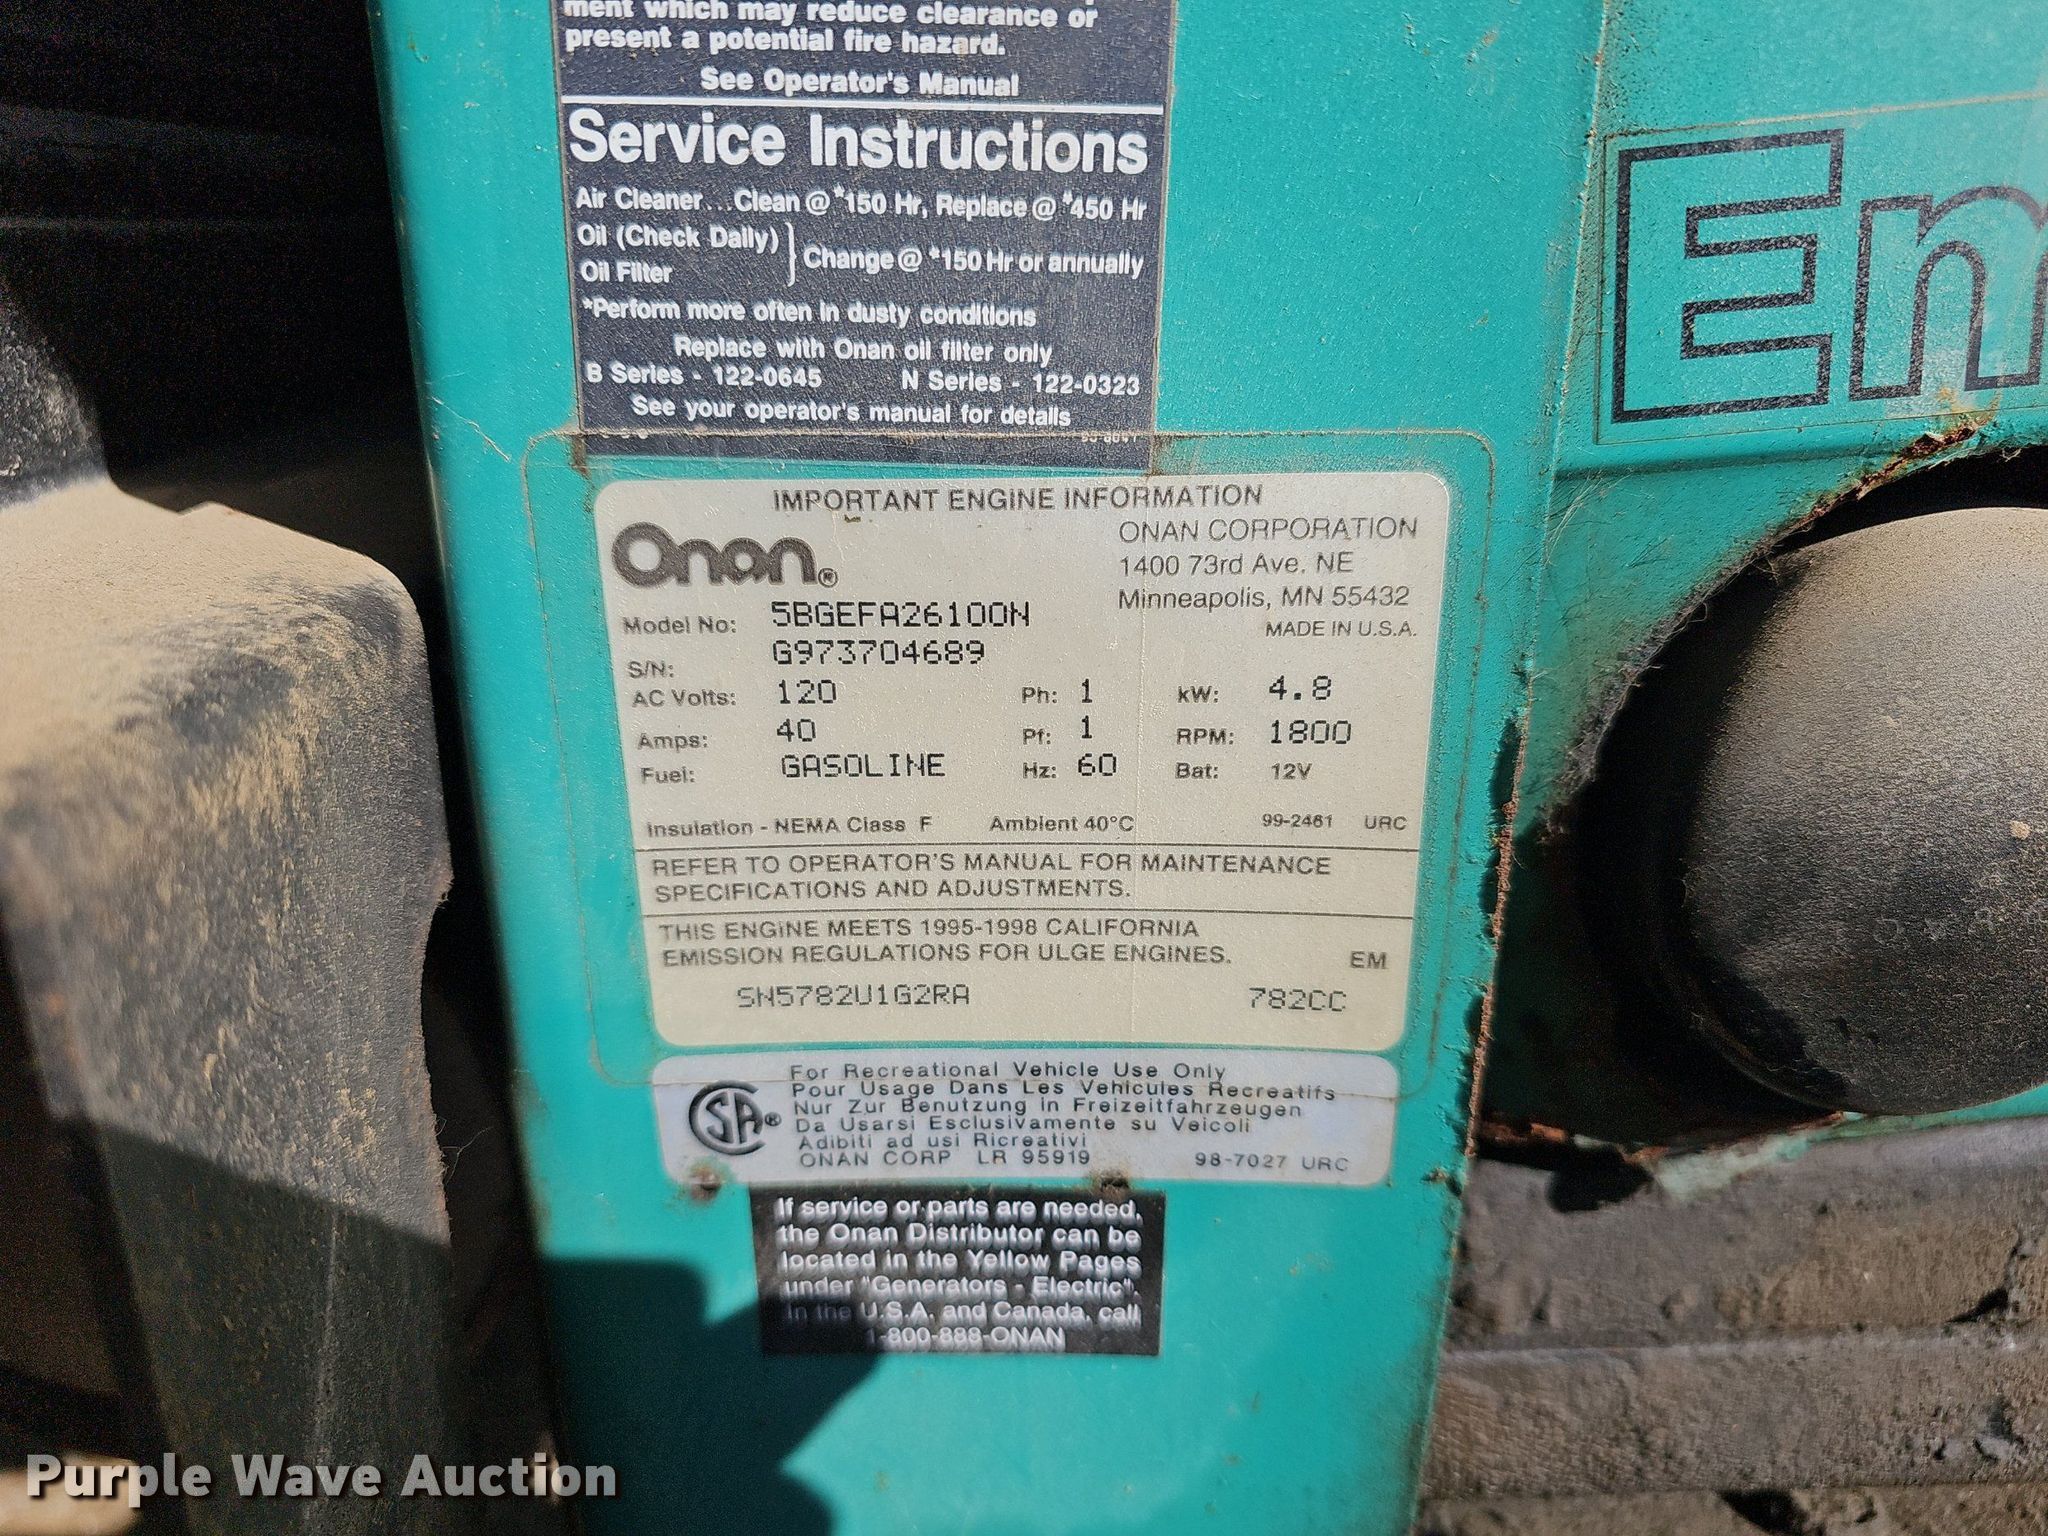 ment which may reduce clearance or
present a potential fire hazard.
See Operator's Manual
Service Instructions
Air Cleaner...Clean @ *150 Hr, Replace @ *450 Hr
Oil (Check Daily)
Oil Filter } Change @ *150 Hr or annually
*Perform more often in dusty conditions
Replace with Onan oil filter only
B Series - 122-0645 N Series - 122-0323
See your operator's manual for details
Em
IMPORTANT ENGINE INFORMATION
Onan®
ONAN CORPORATION
1400 73rd Ave. NE
Minneapolis, MN 55432
MADE IN U.S.A.
Model No: 5BGEFA26100N
S/N: G973704689
AC Volts: 120 Ph: 1 kW: 4.8
Amps: 40 Pf: 1 RPM: 1800
Fuel: GASOLINE Hz: 60 Bat: 12V
Insulation - NEMA Class F Ambient 40°C 99-2461 URC
REFER TO OPERATOR'S MANUAL FOR MAINTENANCE
SPECIFICATIONS AND ADJUSTMENTS.
THIS ENGINE MEETS 1995-1998 CALIFORNIA
EMISSION REGULATIONS FOR ULGE ENGINES. EM
SN5782U1G2RA 782CC
SA®
For Recreational Vehicle Use Only
Pour Usage Dans Les Vehicules Recreatifs
Nur Zur Benutzung in Freizeitfahrzeugen
Da Usarsi Esclusivamente su Veicoli
Adibiti ad usi Ricreativi
ONAN CORP LR 95919 98-7027 URC
If service or parts are needed,
the Onan Distributor can be
located in the Yellow Pages
under "Generators - Electric".
In the U.S.A. and Canada, call
1-800-888-ONAN
Purple Wave Auction